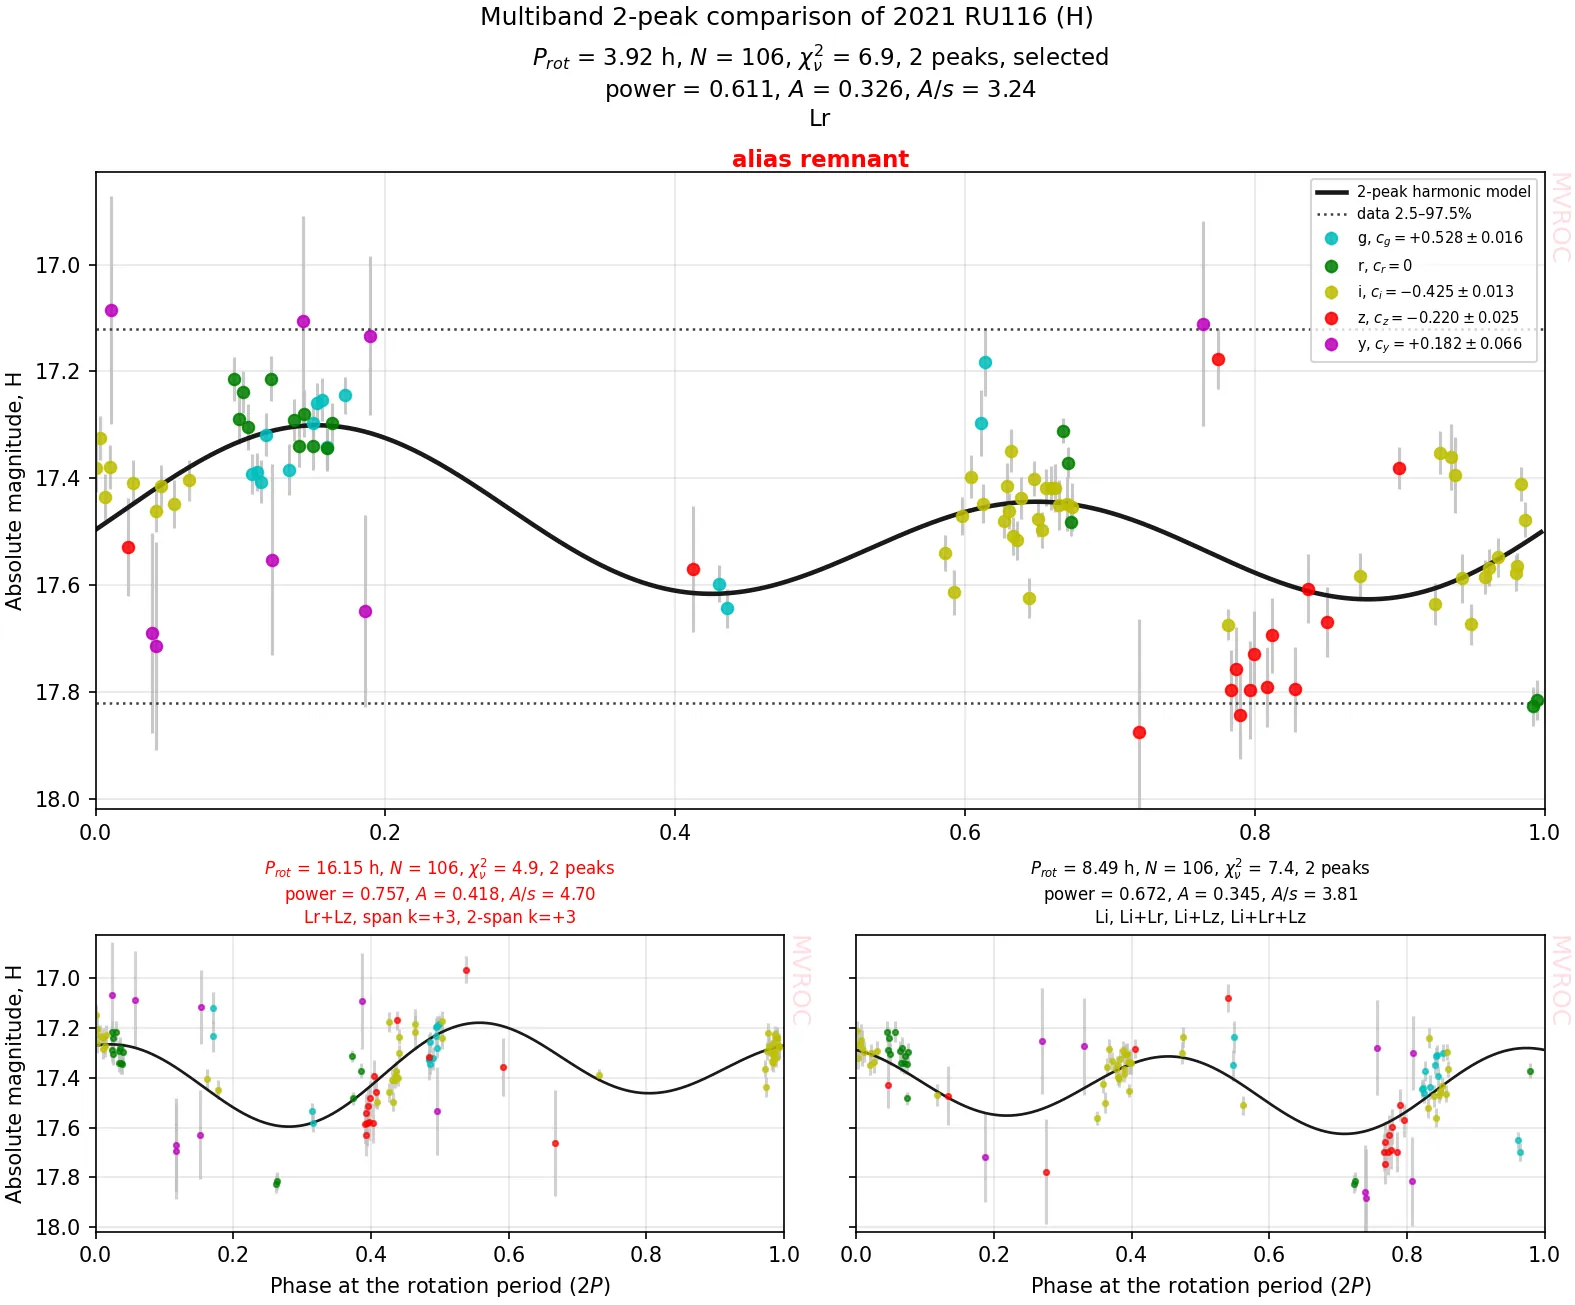 Multiband 2-peak comparison of 2021 RU116 (H)
P_rot = 3.92 h, N = 106, χ²_ν = 6.9, 2 peaks, selected
power = 0.611, A = 0.326, A/s = 3.24
Lr
alias remnant
MVROC
2-peak harmonic model
data 2.5–97.5%
g, c_g = +0.528 ± 0.016
r, c_r = 0
i, c_i = −0.425 ± 0.013
z, c_z = −0.220 ± 0.025
y, c_y = +0.182 ± 0.066
Absolute magnitude, H
17.0
17.2
17.4
17.6
17.8
18.0
0.0 0.2 0.4 0.6 0.8 1.0
P_rot = 16.15 h, N = 106, χ²_ν = 4.9, 2 peaks
power = 0.757, A = 0.418, A/s = 4.70
Lr+Lz, span k=+3, 2-span k=+3
MVROC
Absolute magnitude, H
17.0
17.2
17.4
17.6
17.8
18.0
0.0 0.2 0.4 0.6 0.8 1.0
Phase at the rotation period (2P)
P_rot = 8.49 h, N = 106, χ²_ν = 7.4, 2 peaks
power = 0.672, A = 0.345, A/s = 3.81
Li, Li+Lr, Li+Lz, Li+Lr+Lz
MVROC
0.0 0.2 0.4 0.6 0.8 1.0
Phase at the rotation period (2P)